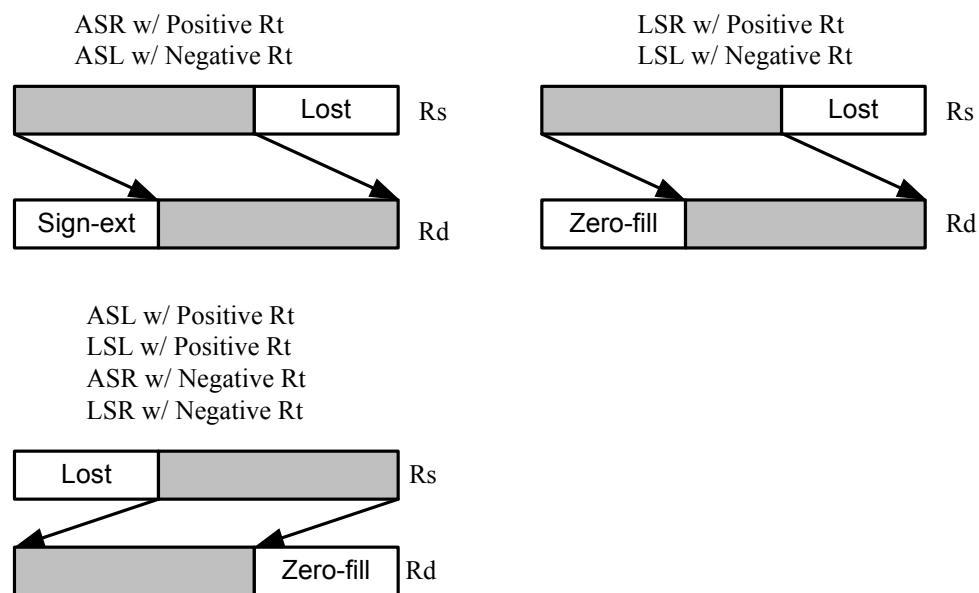 ASR w/ Positive Rt
ASL w/ Negative Rt
Lost
Rs
Sign-ext
Rd
LSR w/ Positive Rt
LSL w/ Negative Rt
Lost
Rs
Zero-fill
Rd
ASL w/ Positive Rt
LSL w/ Positive Rt
ASR w/ Negative Rt
LSR w/ Negative Rt
Lost
Rs
Zero-fill
Rd